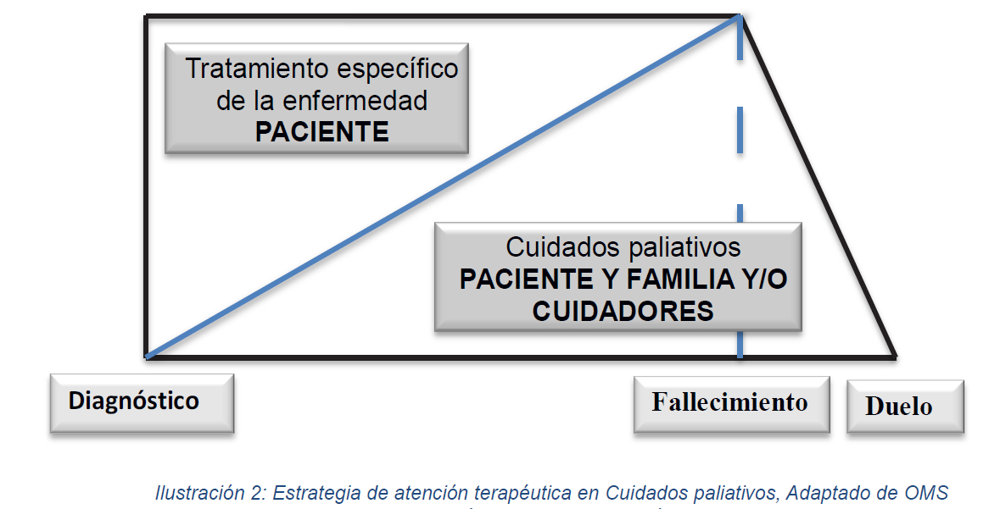 Tratamiento específico
de la enfermedad
PACIENTE
Cuidados paliativos
PACIENTE Y FAMILIA Y/O
CUIDADORES
Diagnóstico
Fallecimiento
Duelo
Ilustración 2: Estrategia de atención terapéutica en Cuidados paliativos, Adaptado de OMS